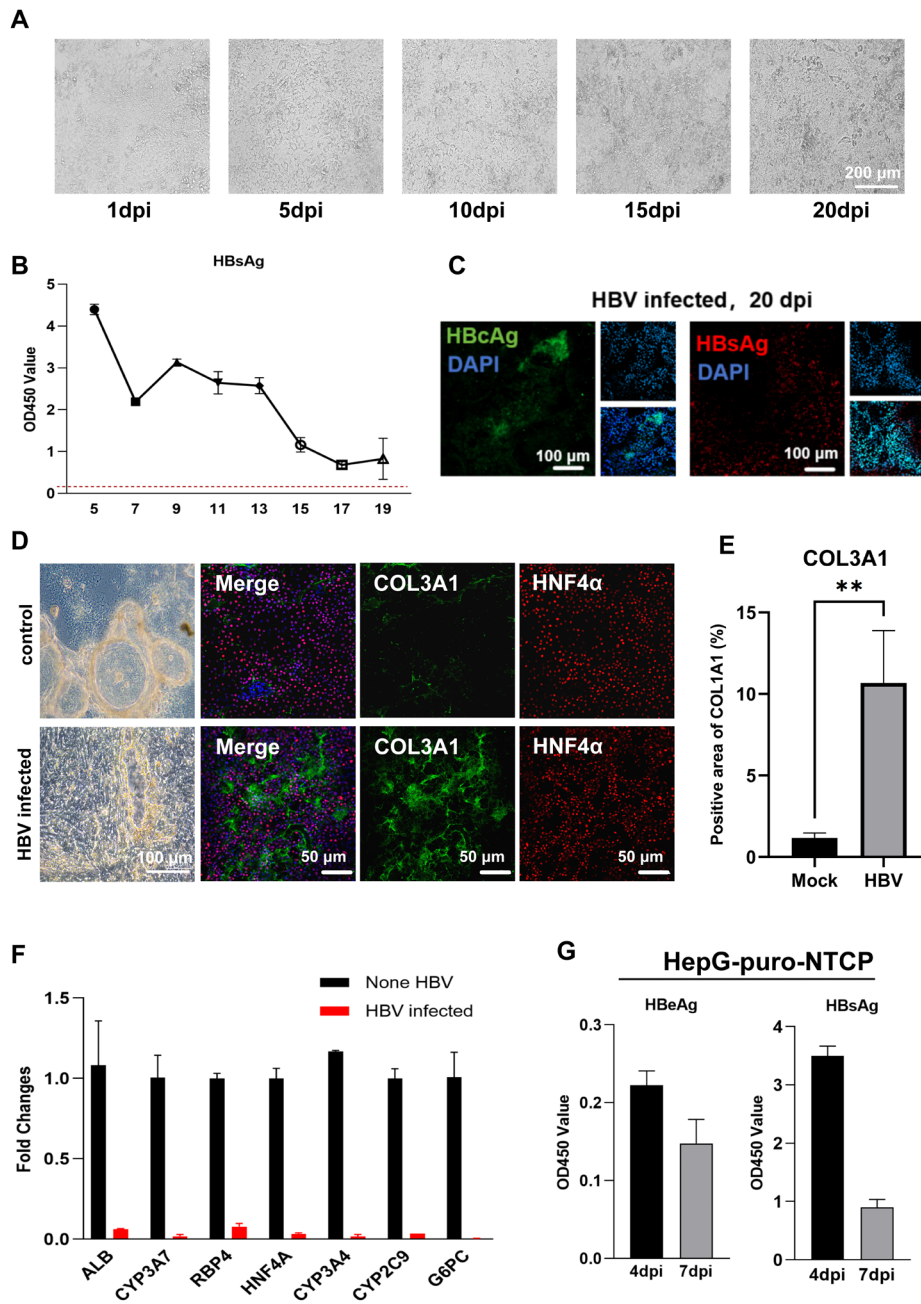 A
200 μm
1dpi 5dpi 10dpi 15dpi 20dpi
B
HBsAg
OD450 Value
5
4
3
2
1
0
5 7 9 11 13 15 17 19
C
HBV infected, 20 dpi
HBcAg
DAPI
100 μm
HBsAg
DAPI
100 μm
D
control
Merge COL3A1 HNF4α
HBV infected
Merge COL3A1 HNF4α
100 μm 50 μm 50 μm 50 μm
E
COL3A1
**
Positive area of COL1A1 (%)
15
10
5
0
Mock HBV
F
None HBV
HBV infected
Fold Changes
1.5
1.0
0.5
0.0
ALB CYP3A7 RBP4 HNF4A CYP3A4 CYP2C9 G6PC
G
HepG-puro-NTCP
HBeAg
OD450 Value
0.3
0.2
0.1
0.0
4dpi 7dpi
HBsAg
OD450 Value
4
3
2
1
0
4dpi 7dpi